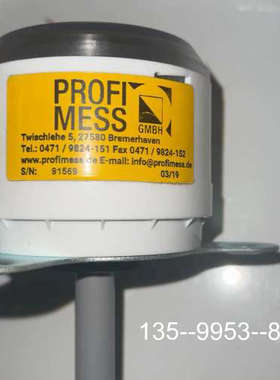 PROFI
MESS
GMBH
Twischlehe 5, 27580 Bremerhaven
Tel.: 0471 / 9824-151 Fax 0471 / 9824-152
www.profimess.de E-mail: info@profimess.de
S/N: 91569 03/19
135--9953--8